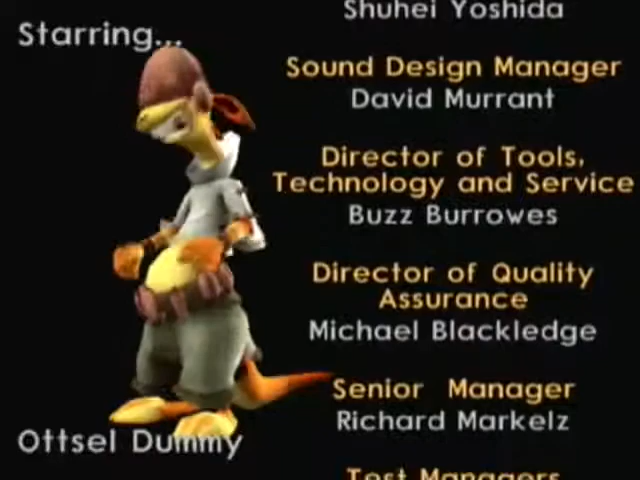 Starring...
Ottsel Dummy
Shuhei Yoshida
Sound Design Manager
David Murrant
Director of Tools,
Technology and Service
Buzz Burrowes
Director of Quality
Assurance
Michael Blackledge
Senior Manager
Richard Markelz
Test Managers